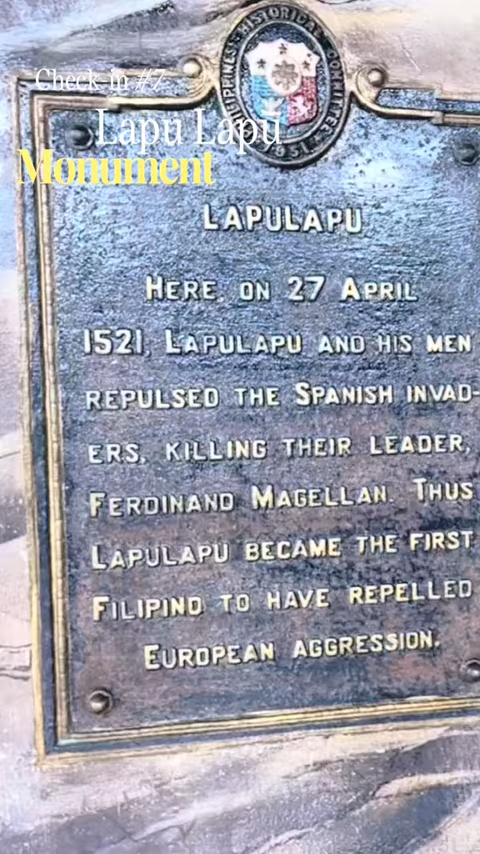 Check-in #7
Lapu Lapu
Monument
PHILIPPINES HISTORICAL COMMITTEE
LAPULAPU
HERE, ON 27 APRIL
1521, LAPULAPU AND HIS MEN
REPULSED THE SPANISH INVAD-
ERS, KILLING THEIR LEADER,
FERDINAND MAGELLAN. THUS
LAPULAPU BECAME THE FIRST
FILIPINO TO HAVE REPELLED
EUROPEAN AGGRESSION.